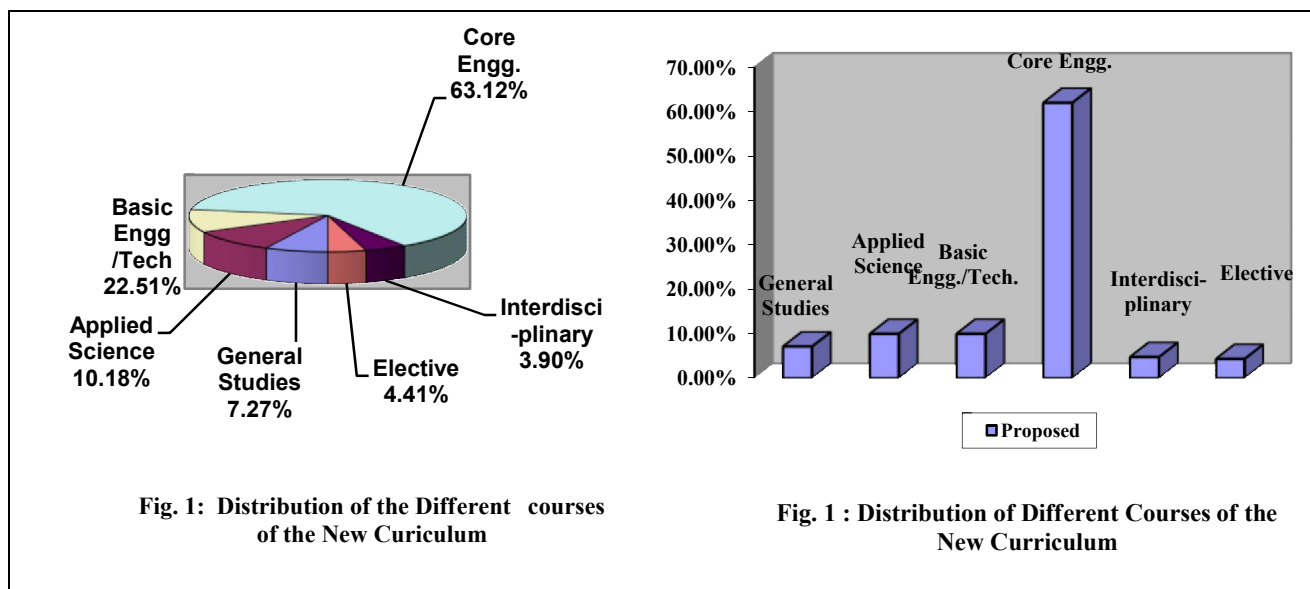 Core
Engg.
63.12%
Basic
Engg
/Tech
22.51%
Applied
Science
10.18%
General
Studies
7.27%
Elective
4.41%
Interdisci
-plinary
3.90%
Fig. 1: Distribution of the Different courses
of the New Curiculum
70.00%
60.00%
50.00%
40.00%
30.00%
20.00%
10.00%
0.00%
General
Studies
Applied
Science
Basic
Engg./Tech.
Core Engg.
Interdisci-
plinary
Elective
Proposed
Fig. 1 : Distribution of Different Courses of the
New Curriculum